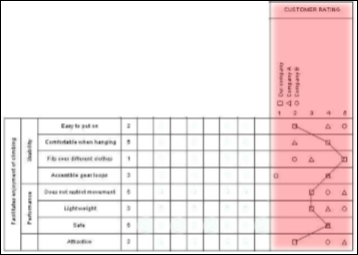 CUSTOMER RATING
Our company
Company A
Company B
1 2 3 4 5
Facilitates enjoyment of climbing
Usability
Easy to put on 2
Comfortable when hanging 5
Fits over different clothes 1
Accessible gear loops 3
Performance
Does not restrict movement 5
Lightweight 3
Safe 5
Attractive 2